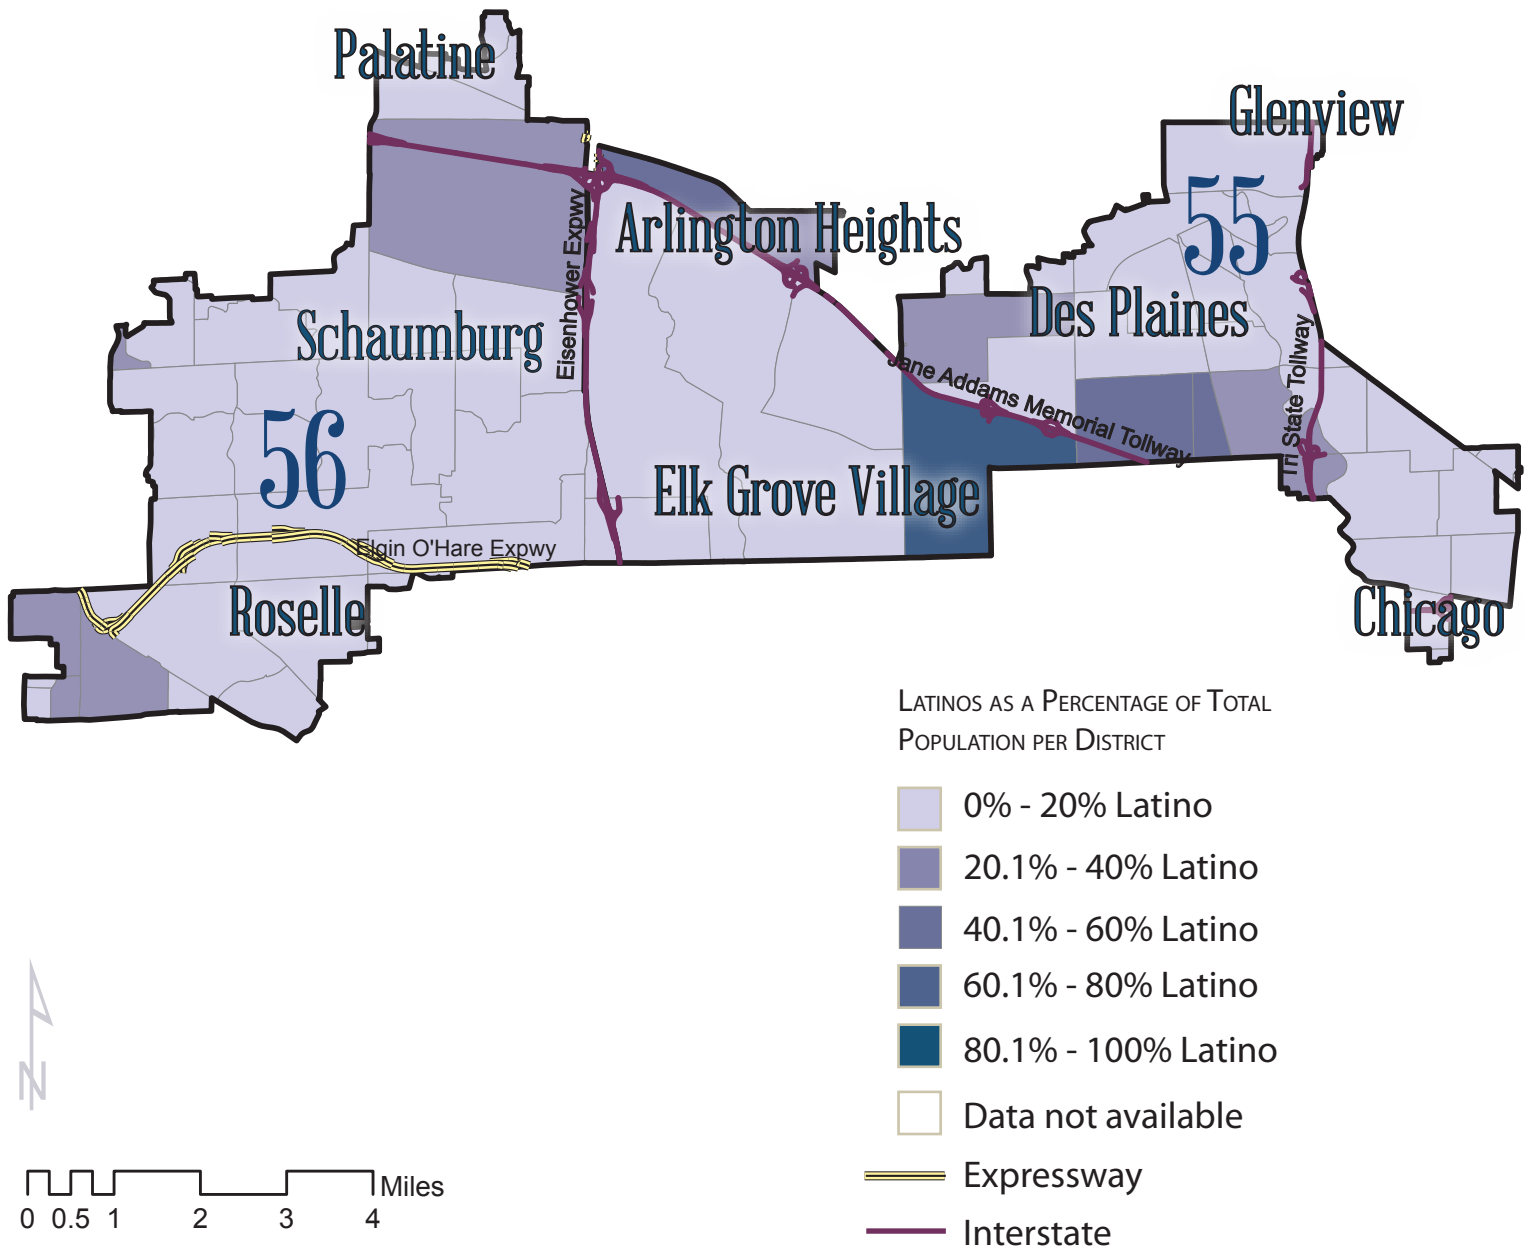 Palatine
Glenview
55
Arlington Heights
Eisenhower Expwy
Des Plaines
Schaumburg
Tri State Tollway
Jane Addams Memorial Tollway
56
Elk Grove Village
Elgin O'Hare Expwy
Roselle
Chicago
Latinos as a Percentage of Total
Population per District
0% - 20% Latino
20.1% - 40% Latino
40.1% - 60% Latino
60.1% - 80% Latino
80.1% - 100% Latino
Data not available
Expressway
Interstate
N
Miles
0 0.5 1 2 3 4